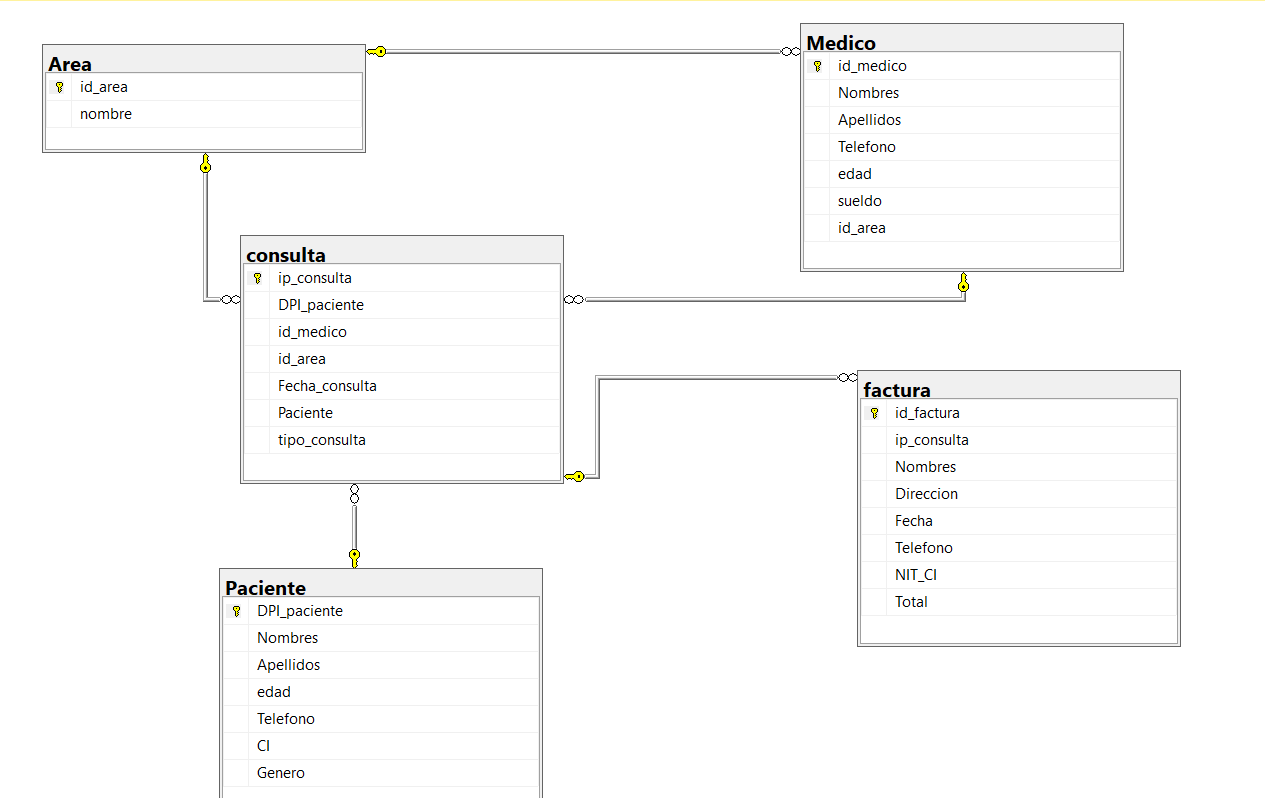 Area
id_area
nombre
Medico
id_medico
Nombres
Apellidos
Telefono
edad
sueldo
id_area
consulta
ip_consulta
DPI_paciente
id_medico
id_area
Fecha_consulta
Paciente
tipo_consulta
factura
id_factura
ip_consulta
Nombres
Direccion
Fecha
Telefono
NIT_CI
Total
Paciente
DPI_paciente
Nombres
Apellidos
edad
Telefono
CI
Genero